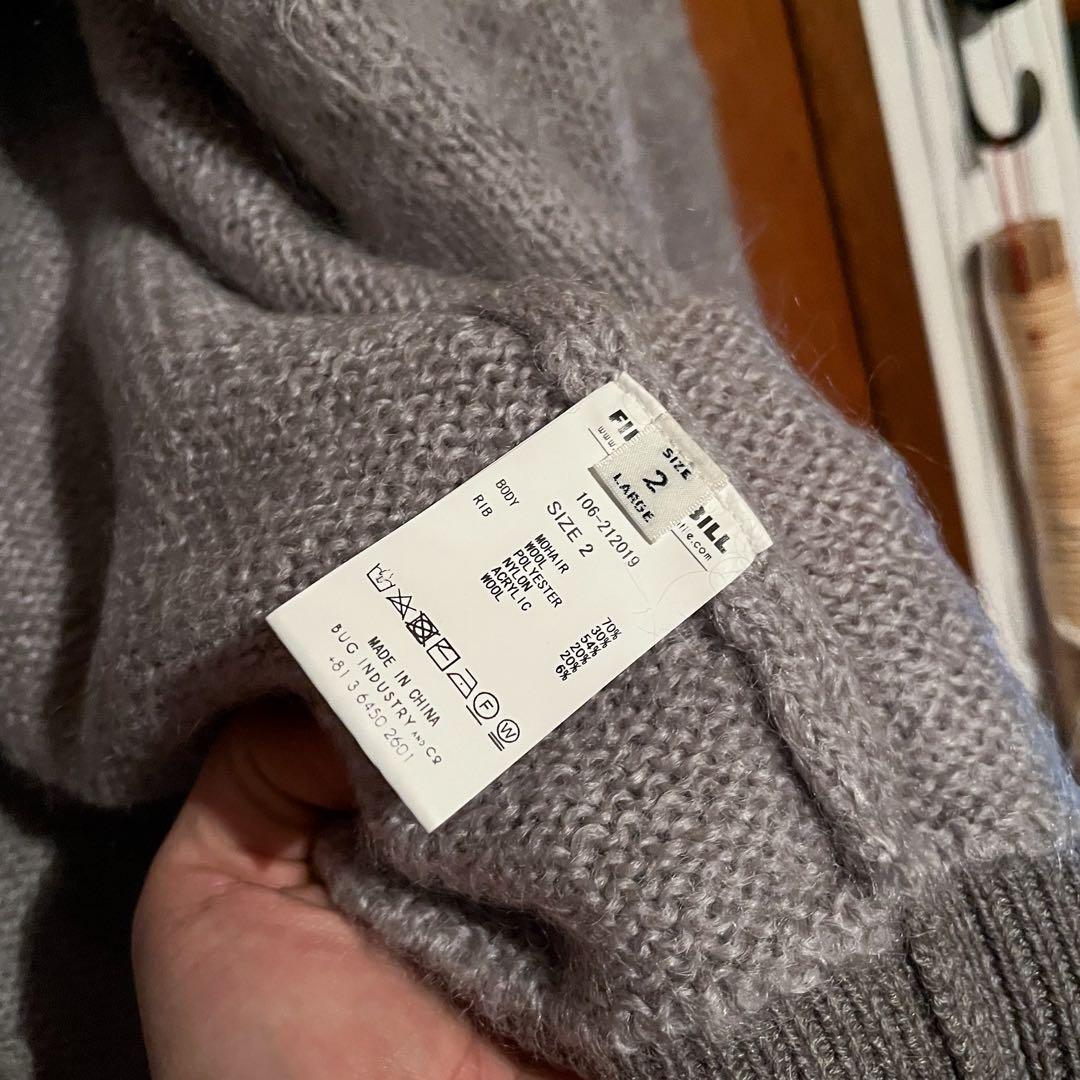 SIZE
2
LARGE
BILL
106-212019
SIZE 2
BODY MOHAIR 70%
WOOL 30%
RIB POLYESTER 54%
NYLON 20%
ACRYLIC 20%
WOOL 6%
F W
MADE IN CHINA
BUG INDUSTRY AND CO
+81 3 6450 2601